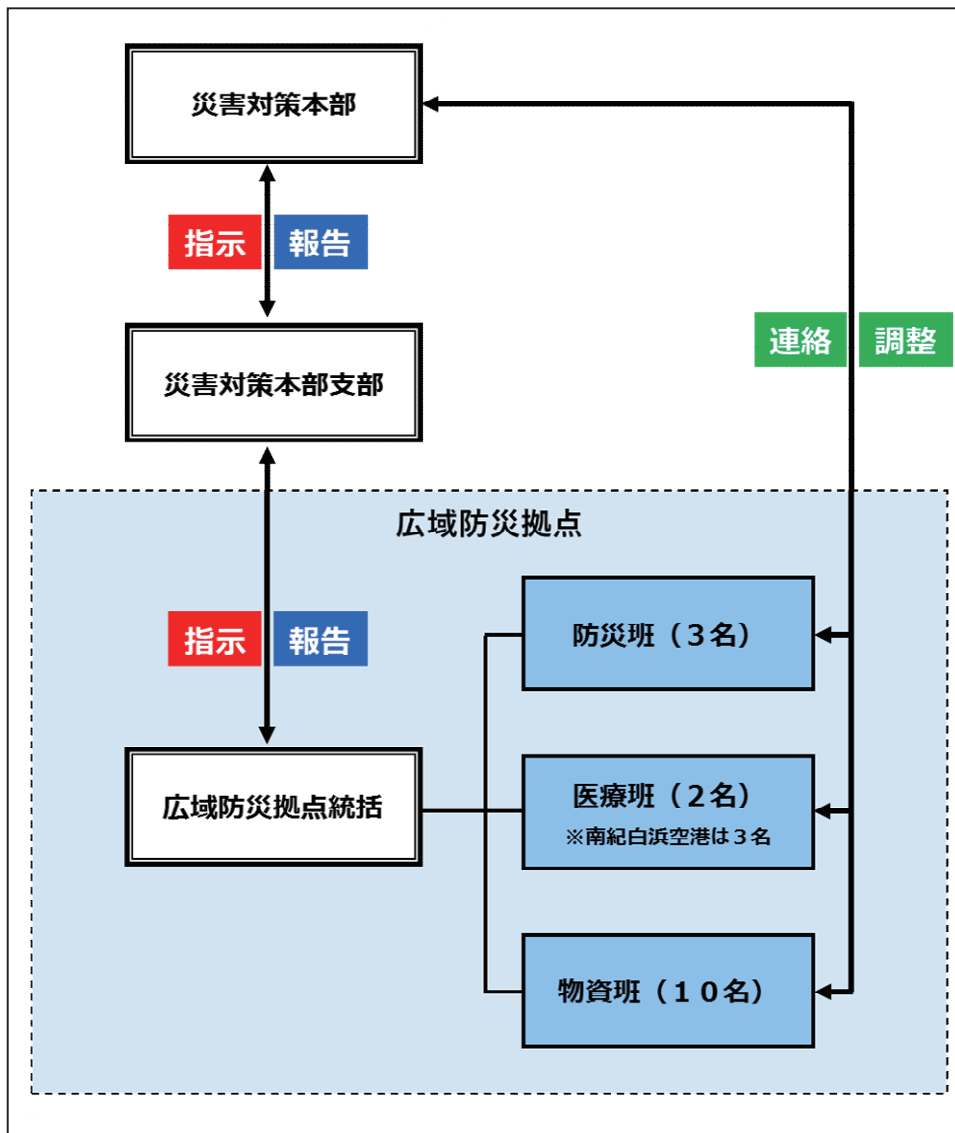 災害対策本部
指示 報告
連絡 調整
災害対策本部支部
広域防災拠点
指示 報告
防災班（３名）
広域防災拠点統括
医療班（２名）
※南紀白浜空港は３名
物資班（１０名）